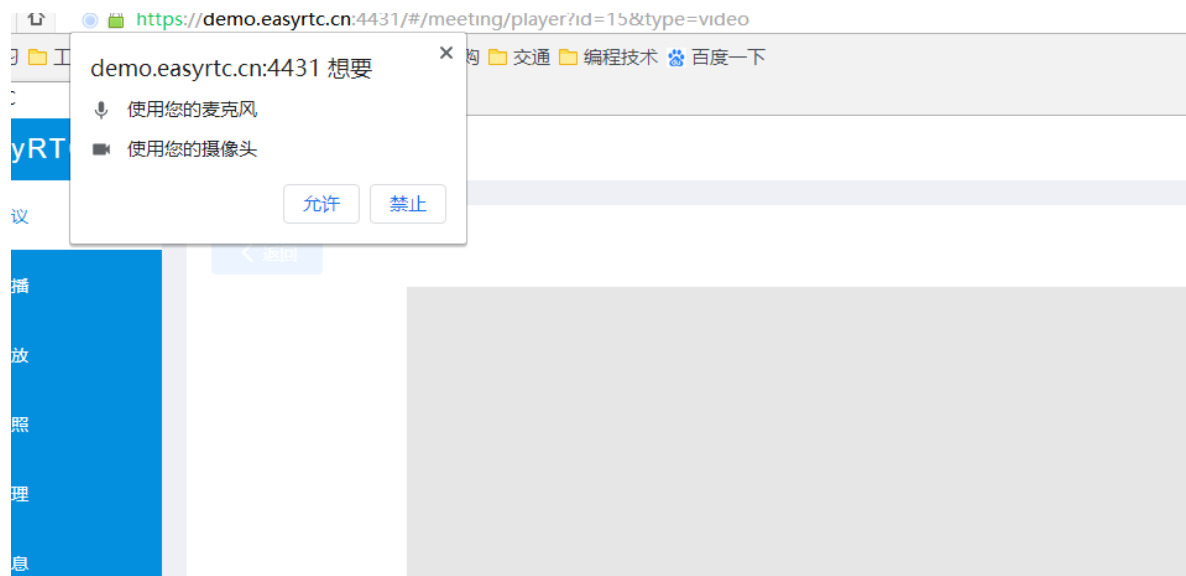 https://demo.easyrtc.cn:4431/#/meeting/player?id=15&type=video
工
购 交通 编程技术 百度一下
demo.easyrtc.cn:4431 想要
使用您的麦克风
使用您的摄像头
允许 禁止
yRT
议
返回
播
放
照
理
息